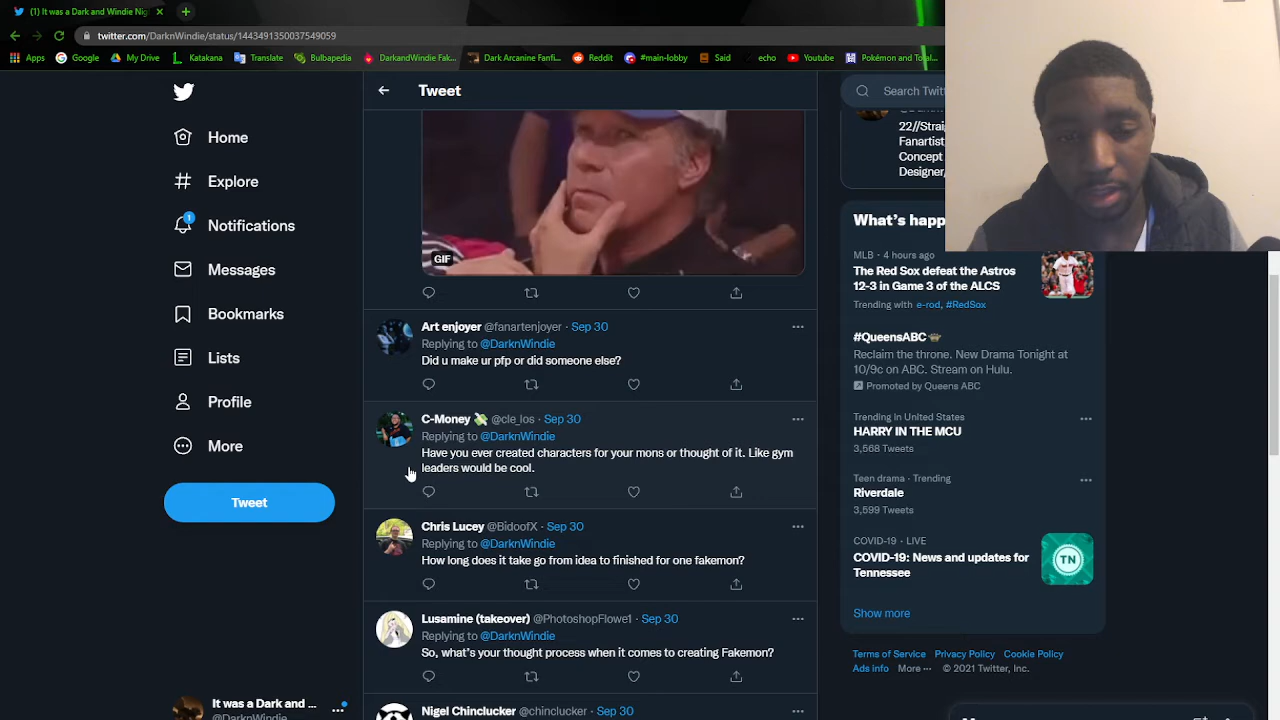 (1) It was a Dark and Windie Nig
twitter.com/DarknWindie/status/1443491350037549059
Apps Google My Drive Katakana Translate Bulbapedia DarkandWindie Fak... Dark Arcanine Fanfi... Reddit #main-lobby Said echo Youtube Pokémon and Total...
Home
Explore
1
Notifications
Messages
Bookmarks
Lists
Profile
More
Tweet
It was a Dark and ...
@DarknWindie
Tweet
GIF
Art enjoyer @fanartenjoyer · Sep 30
Replying to @DarknWindie
Did u make ur pfp or did someone else?
C-Money 💸 @cle_los · Sep 30
Replying to @DarknWindie
Have you ever created characters for your mons or thought of it. Like gym
leaders would be cool.
Chris Lucey @BidoofX · Sep 30
Replying to @DarknWindie
How long does it take go from idea to finished for one fakemon?
Lusamine (takeover) @PhotoshopFlowe1 · Sep 30
Replying to @DarknWindie
So, what's your thought process when it comes to creating Fakemon?
Nigel Chinclucker @chinclucker · Sep 30
Search Twit
22//Straig
Fanartist,
Concept
Designer/
What's happ
MLB · 4 hours ago
The Red Sox defeat the Astros
12-3 in Game 3 of the ALCS
Trending with e-rod, #RedSox
#QueensABC
Reclaim the throne. New Drama Tonight at
10/9c on ABC. Stream on Hulu.
Promoted by Queens ABC
Trending in United States
HARRY IN THE MCU
3,568 Tweets
Teen drama · Trending
Riverdale
3,599 Tweets
COVID-19 · LIVE
COVID-19: News and updates for
Tennessee
TN
Show more
Terms of Service Privacy Policy Cookie Policy
Ads info More ··· © 2021 Twitter, Inc.